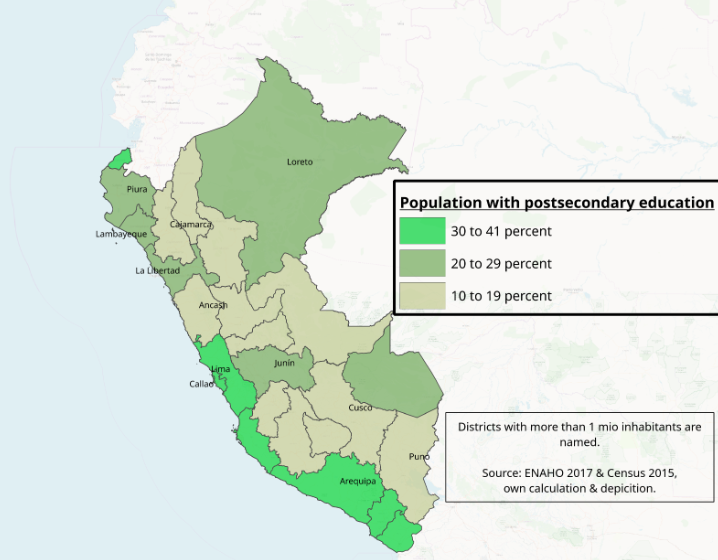 Loreto
Piura
Lambayeque
Cajamarca
La Libertad
Ancash
Lima
Callao
Junín
Cusco
Puno
Arequipa
Population with postsecondary education
30 to 41 percent
20 to 29 percent
10 to 19 percent
Districts with more than 1 mio inhabitants are
named.
Source: ENAHO 2017 & Census 2015,
own calculation & depicition.